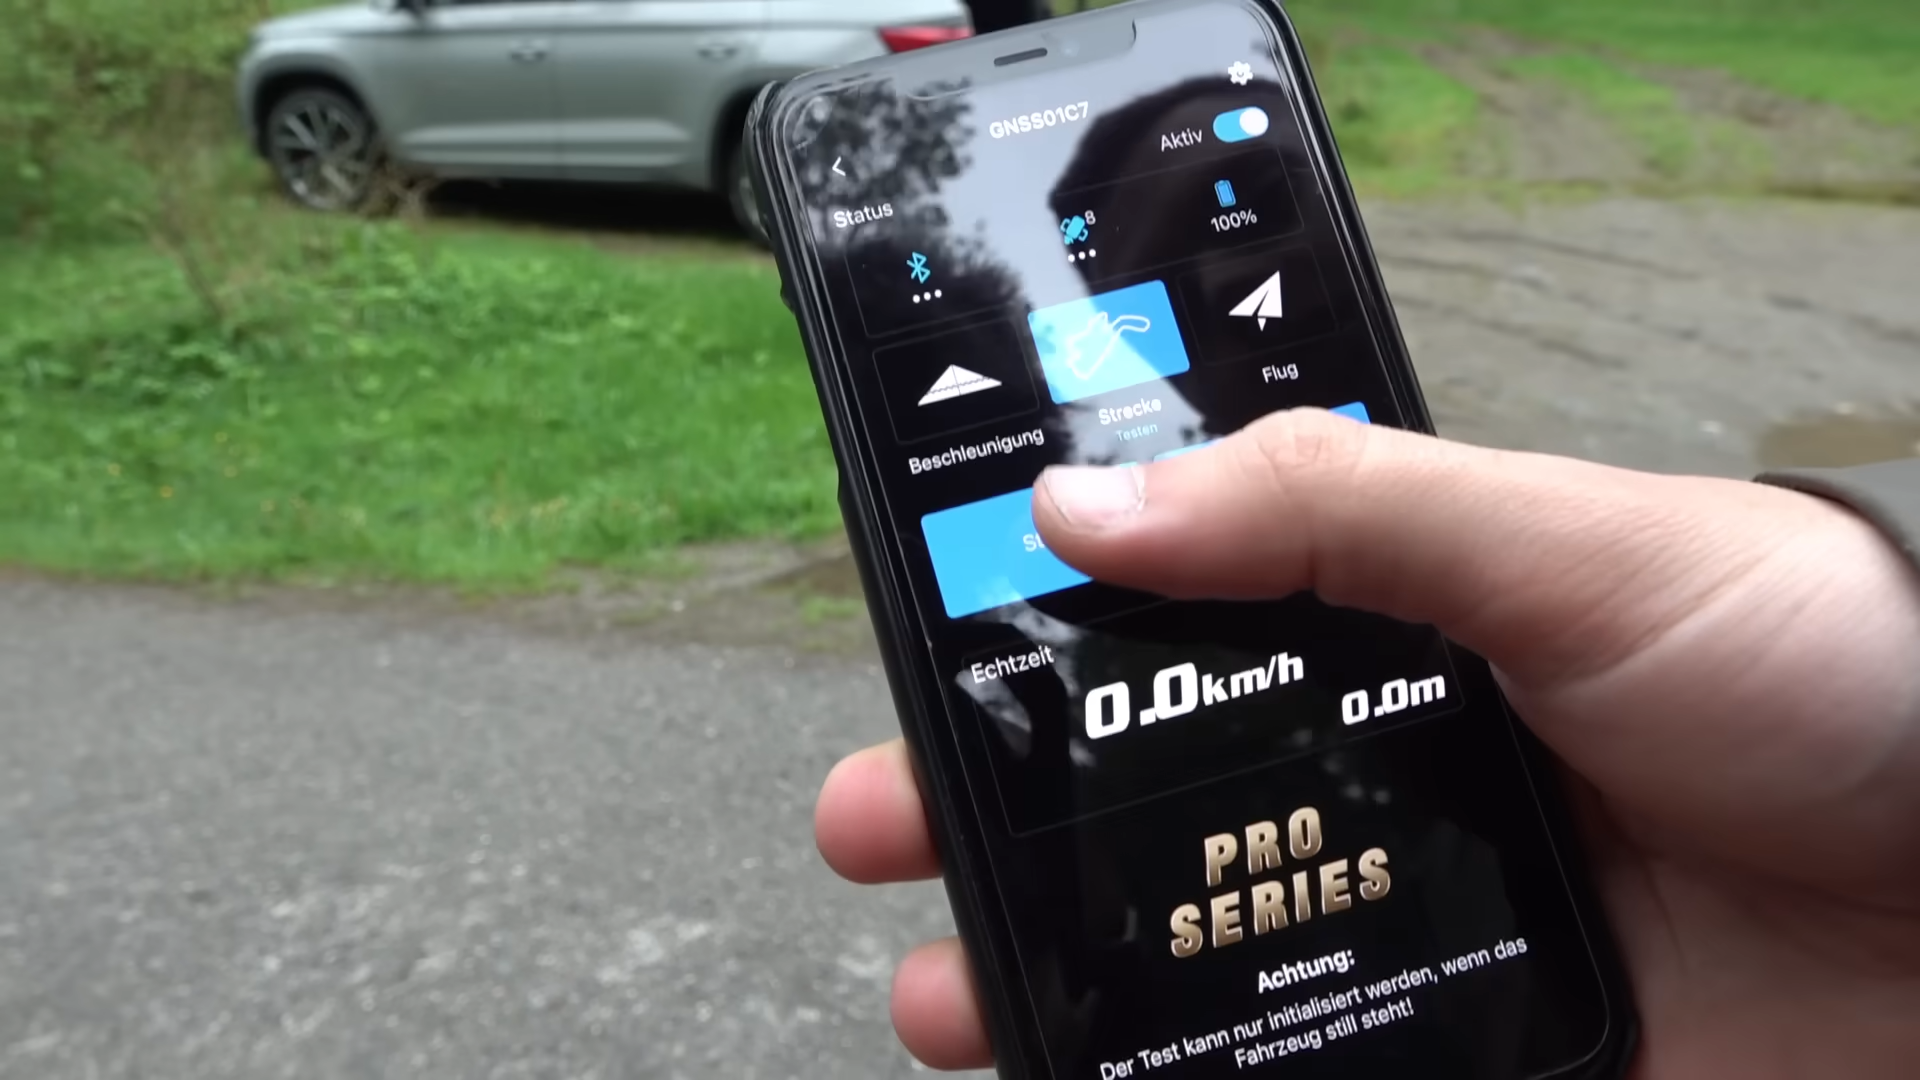 GNSS01C7
Aktiv
Status
8
100%
Beschleunigung
Strecke
Testen
Flug
Echtzeit
0.0km/h
0.0m
PRO
SERIES
Achtung:
Der Test kann nur initialisiert werden, wenn das
Fahrzeug still steht!